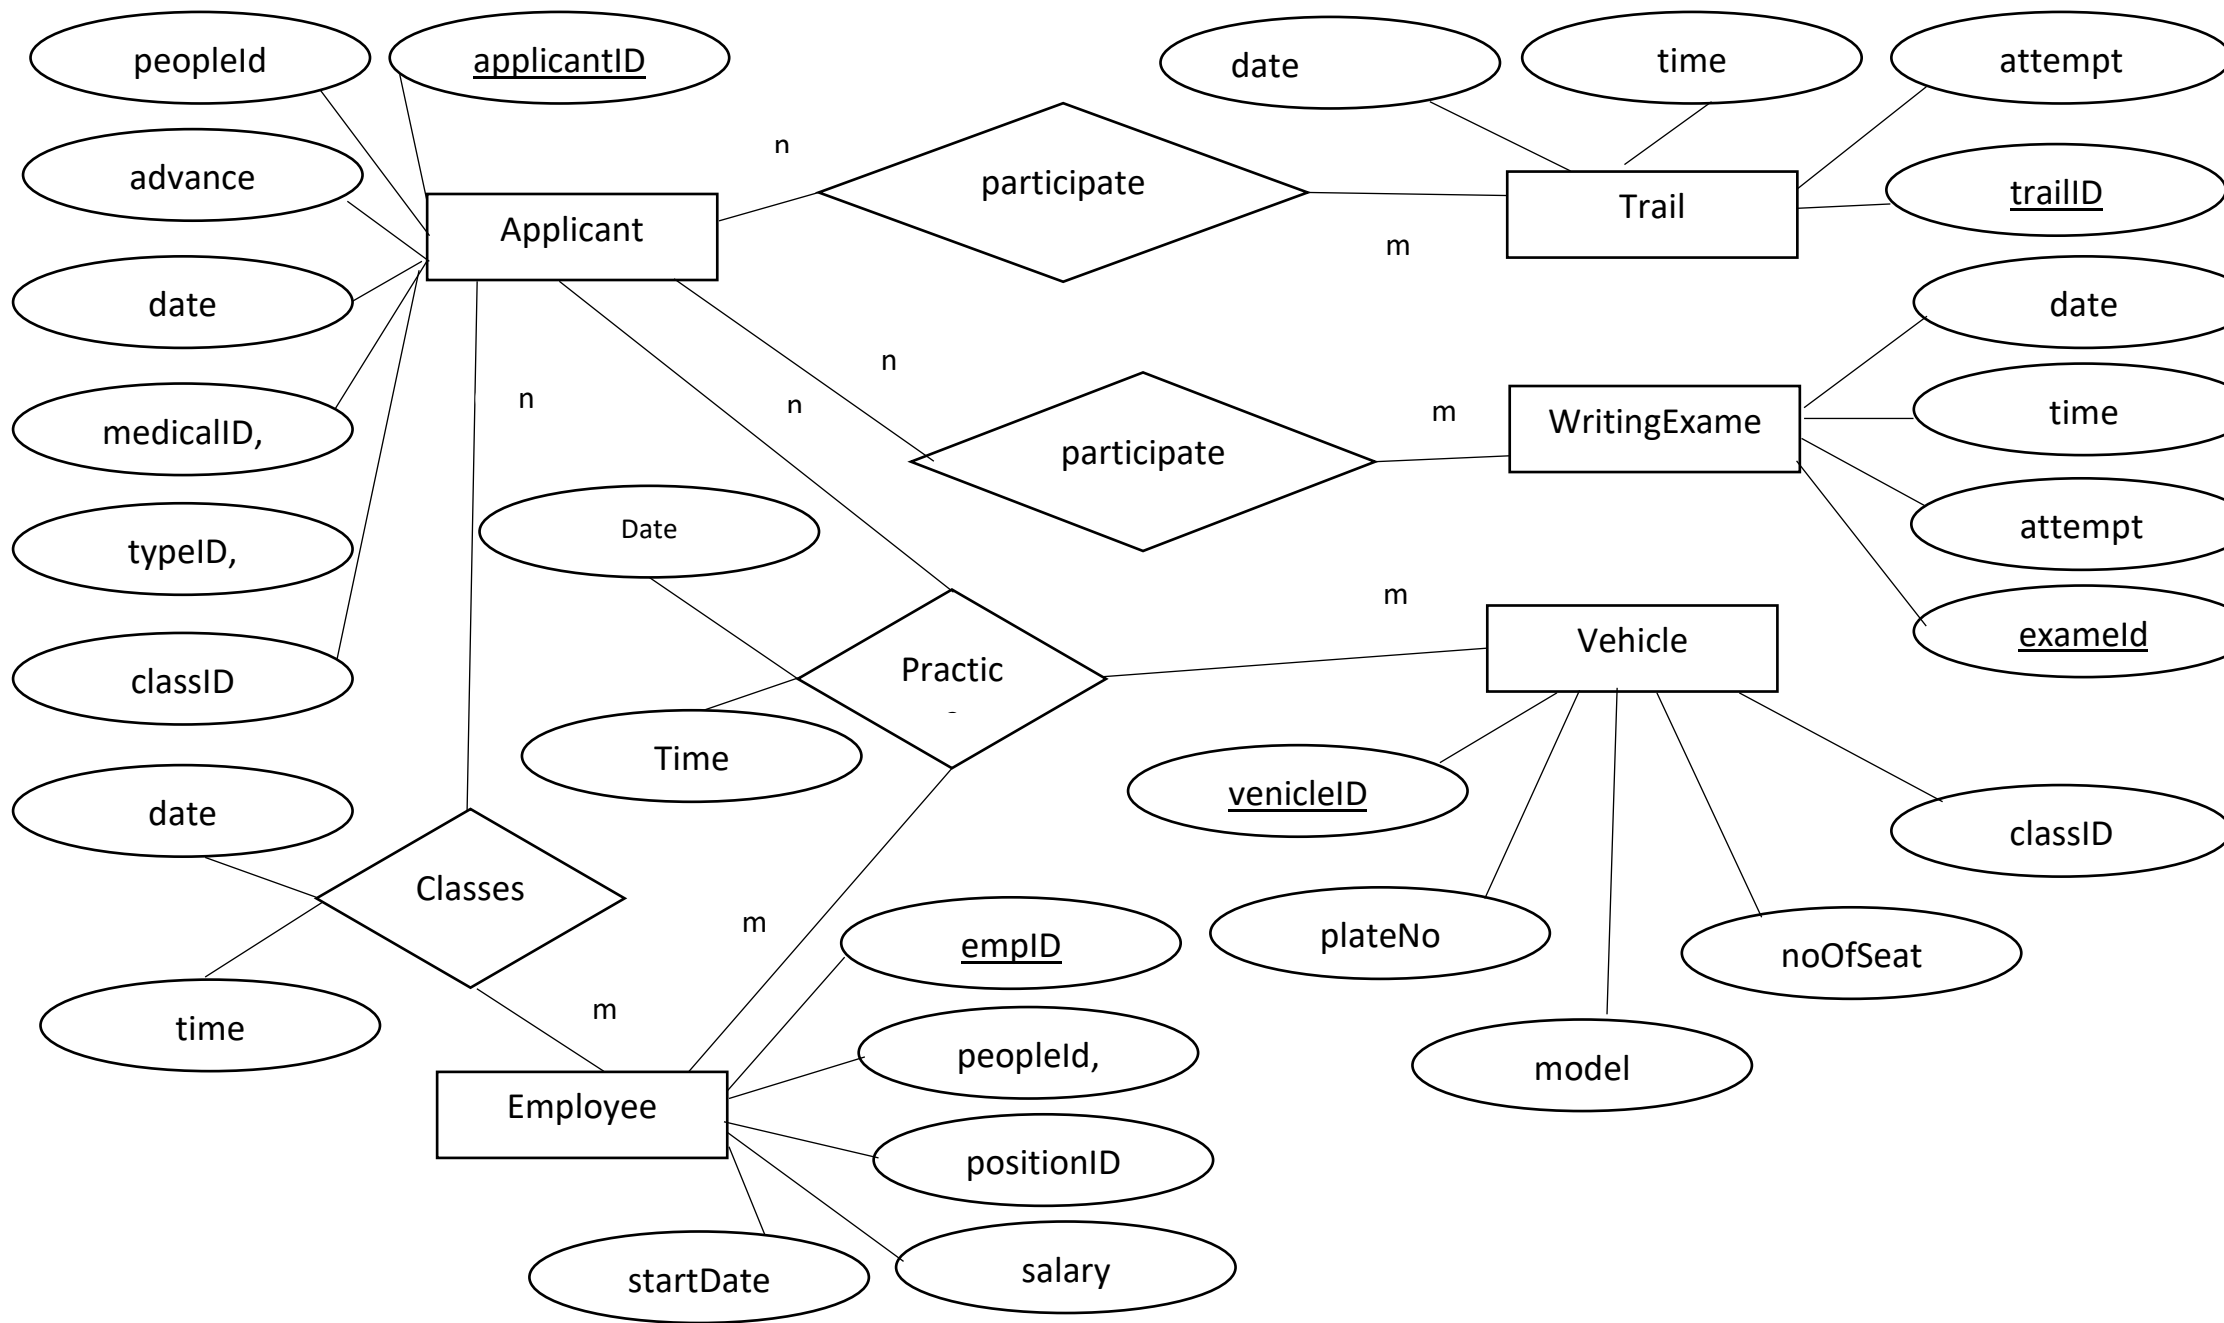 peopleId
applicantID
date
time
attempt
n
advance
participate
Trail
trailID
Applicant
m
date
date
n
time
n
n
m
WritingExame
medicalID,
participate
attempt
Date
typeID,
m
exameId
Vehicle
Practic
classID
Time
venicleID
date
classID
Classes
m
empID
plateNo
noOfSeat
time
m
peopleId,
model
Employee
positionID
startDate
salary